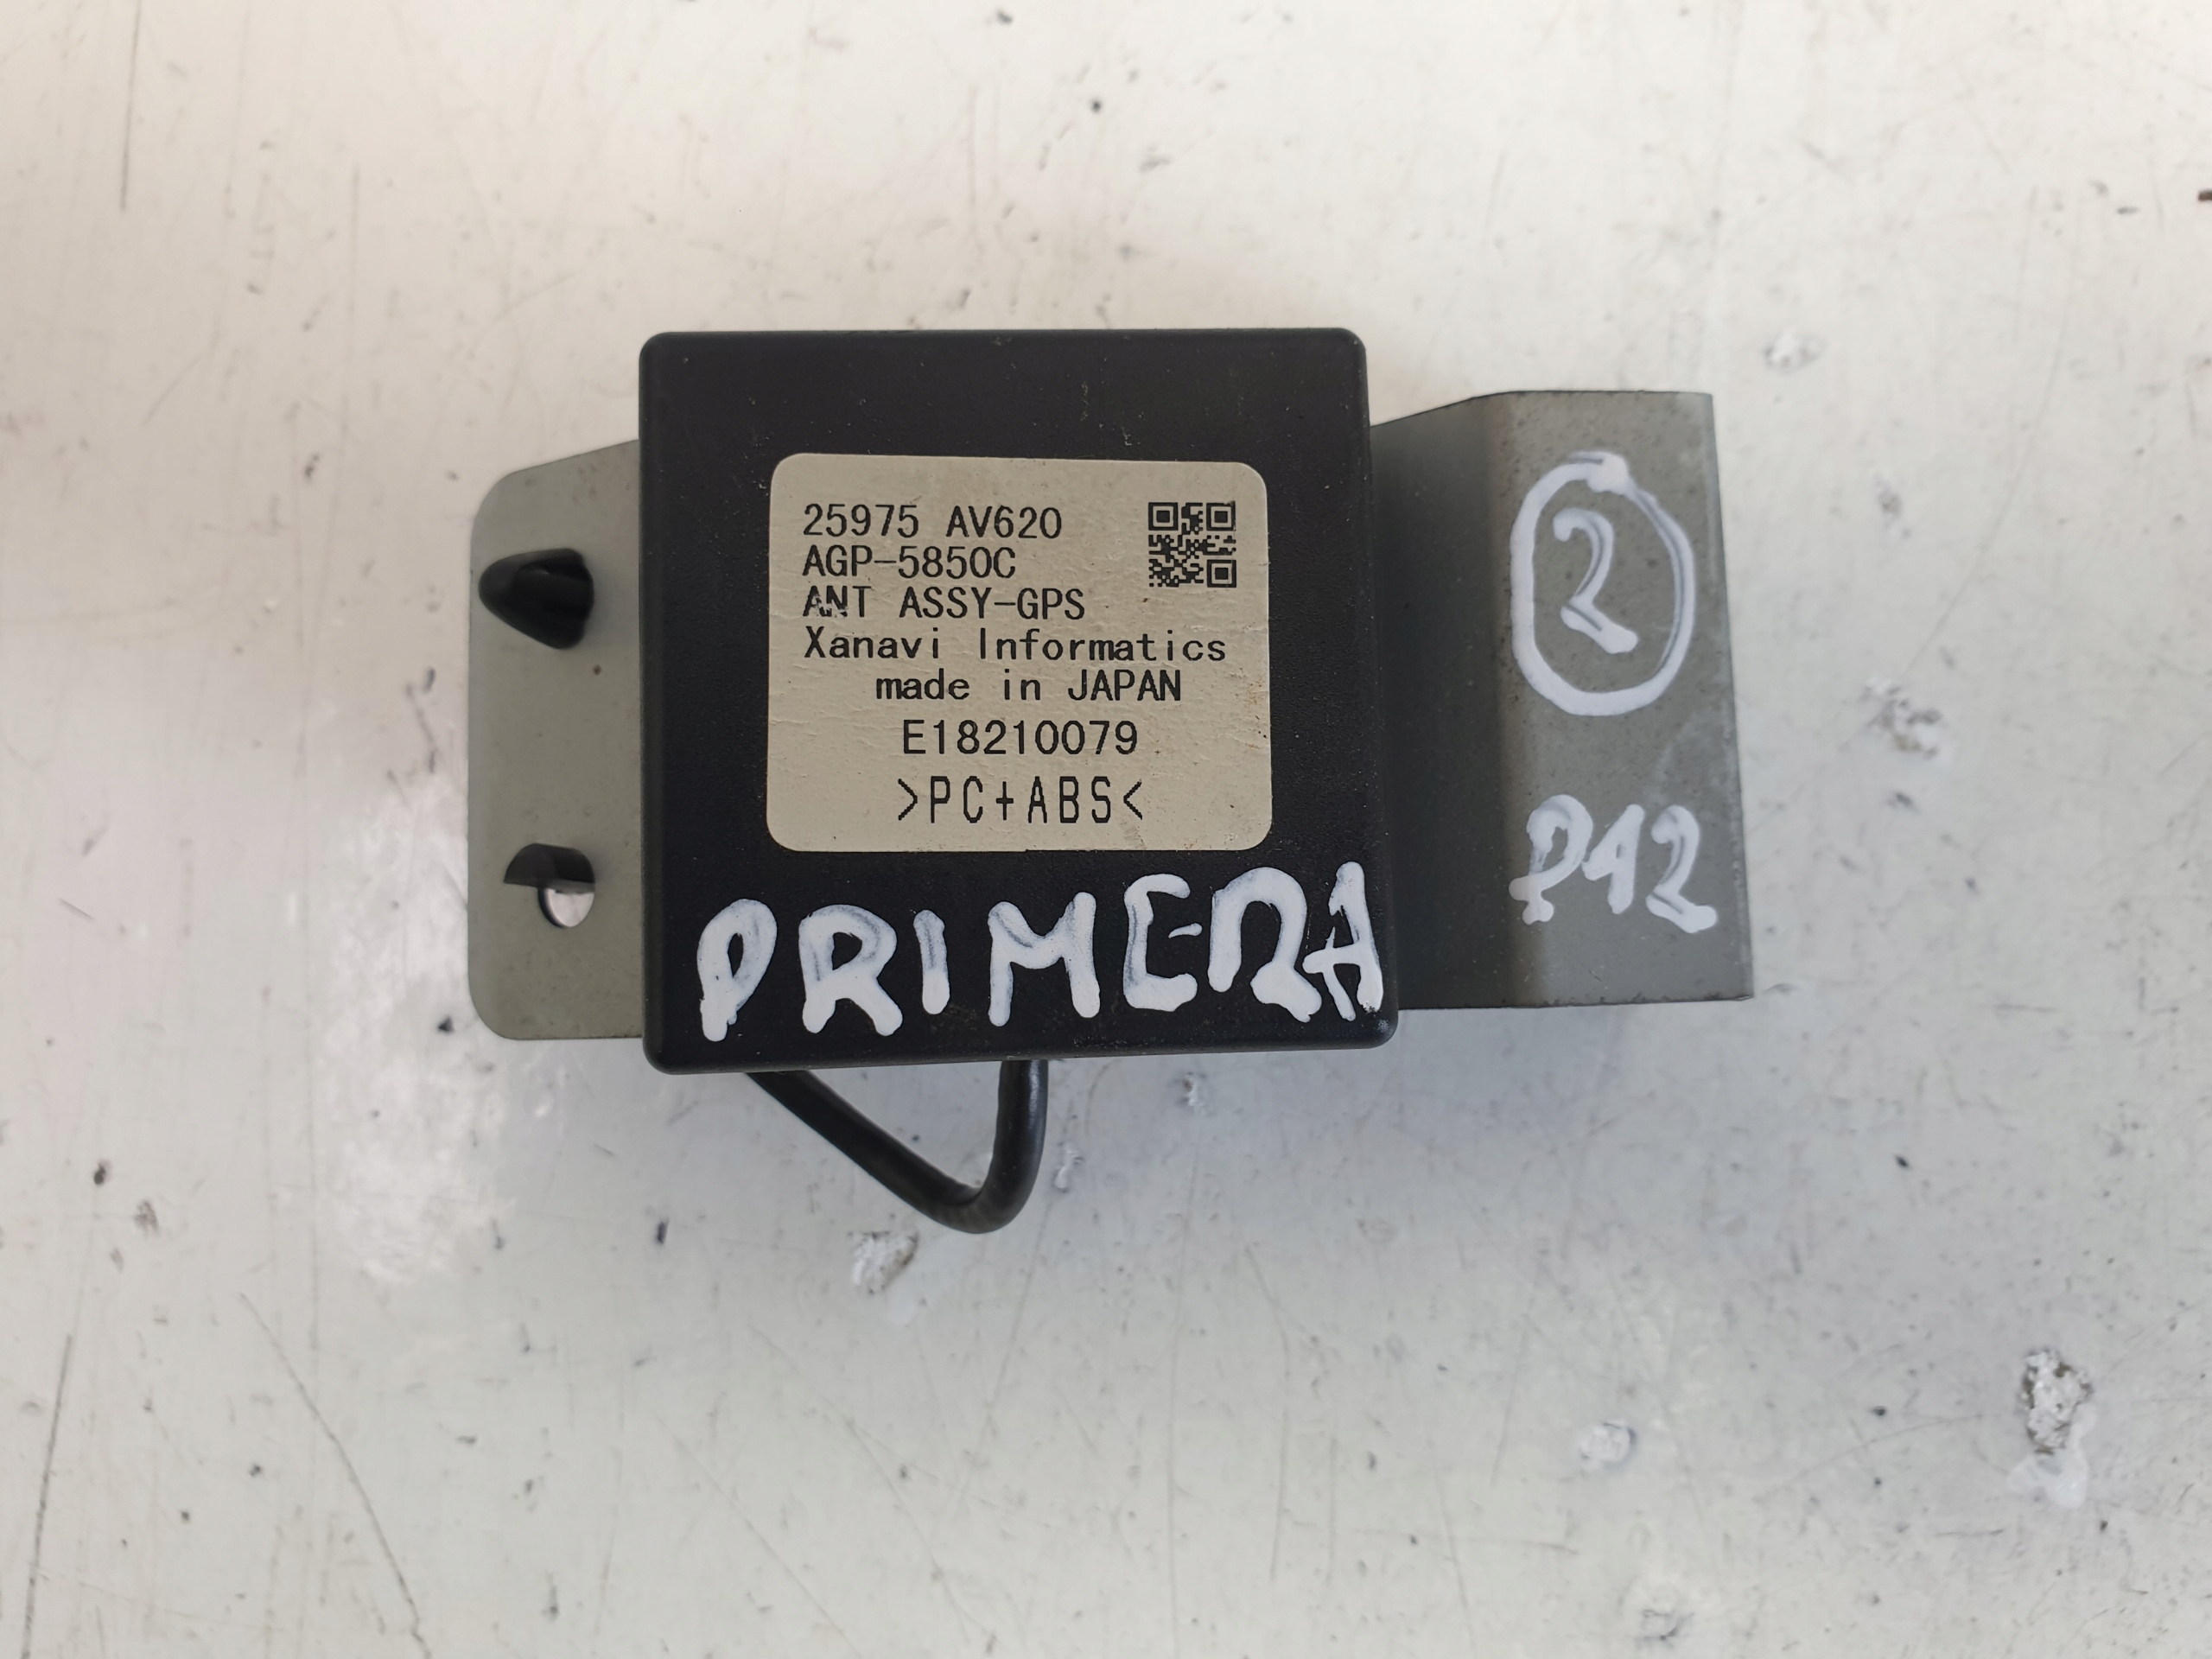 25975 AV620
AGP-5850C
ANT ASSY-GPS
Xanavi Informatics
made in JAPAN
E18210079
>PC+ABS<
PRIMERA
2
P12